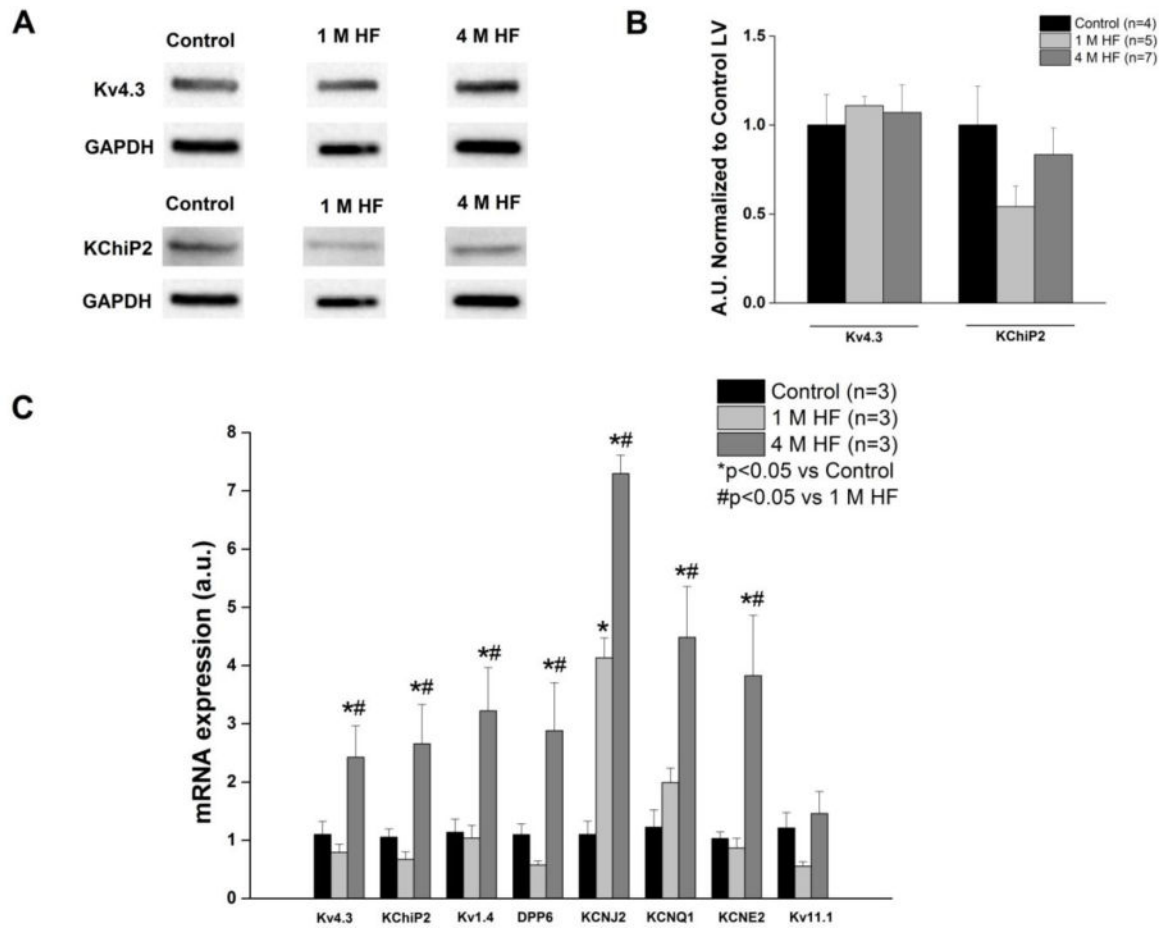 A
Control 1 M HF 4 M HF
Kv4.3
GAPDH
Control 1 M HF 4 M HF
KChiP2
GAPDH
B
Control (n=4)
1 M HF (n=5)
4 M HF (n=7)
A.U. Normalized to Control LV
1.5
1.0
0.5
0.0
Kv4.3 KChiP2
C
Control (n=3)
1 M HF (n=3)
4 M HF (n=3)
*p<0.05 vs Control
#p<0.05 vs 1 M HF
mRNA expression (a.u.)
8
7
6
5
4
3
2
1
0
*#
*#
*#
*#
*
*#
*#
*#
Kv4.3 KChiP2 Kv1.4 DPP6 KCNJ2 KCNQ1 KCNE2 Kv11.1